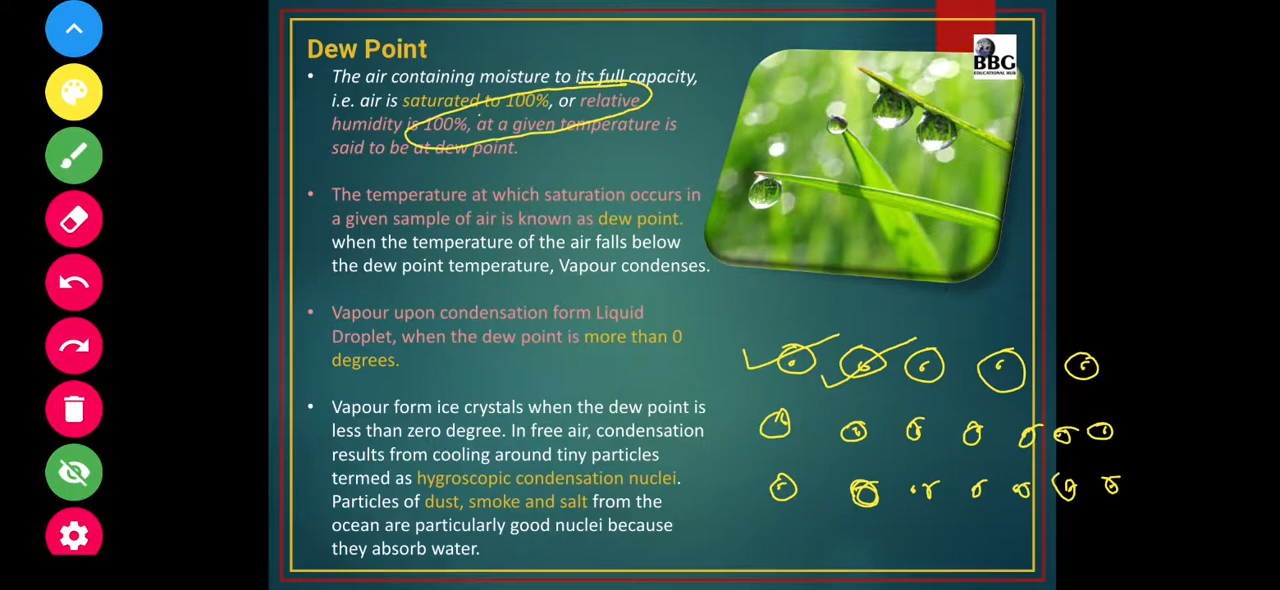 Dew Point
• The air containing moisture to its full capacity,
i.e. air is saturated to 100%, or relative
humidity is 100%, at a given temperature is
said to be at dew point.
• The temperature at which saturation occurs in
a given sample of air is known as dew point.
when the temperature of the air falls below
the dew point temperature, Vapour condenses.
• Vapour upon condensation form Liquid
Droplet, when the dew point is more than 0
degrees.
• Vapour form ice crystals when the dew point is
less than zero degree. In free air, condensation
results from cooling around tiny particles
termed as hygroscopic condensation nuclei.
Particles of dust, smoke and salt from the
ocean are particularly good nuclei because
they absorb water.
BBG
EDUCATIONAL HUB